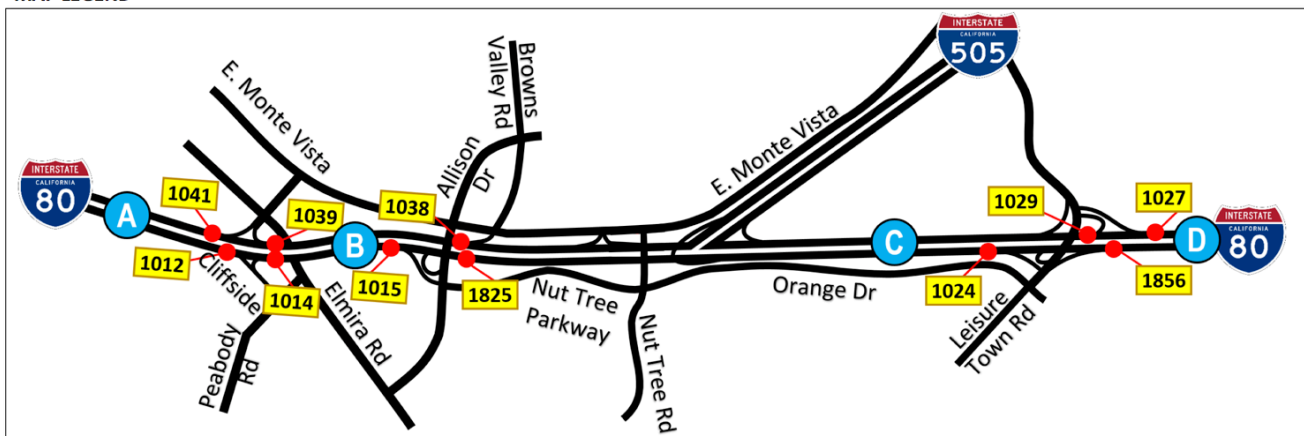 INTERSTATE
CALIFORNIA
505
E. Monte Vista
Browns
Valley Rd
Allison
Dr
E. Monte Vista
INTERSTATE
CALIFORNIA
80
A
1041
1039
1038
1029
1027
B
C
D
INTERSTATE
CALIFORNIA
80
1012
Cliffside
1014
1015
1825
1024
1856
Peabody
Rd
Elmira Rd
Nut Tree
Parkway
Nut Tree Rd
Orange Dr
Leisure
Town Rd